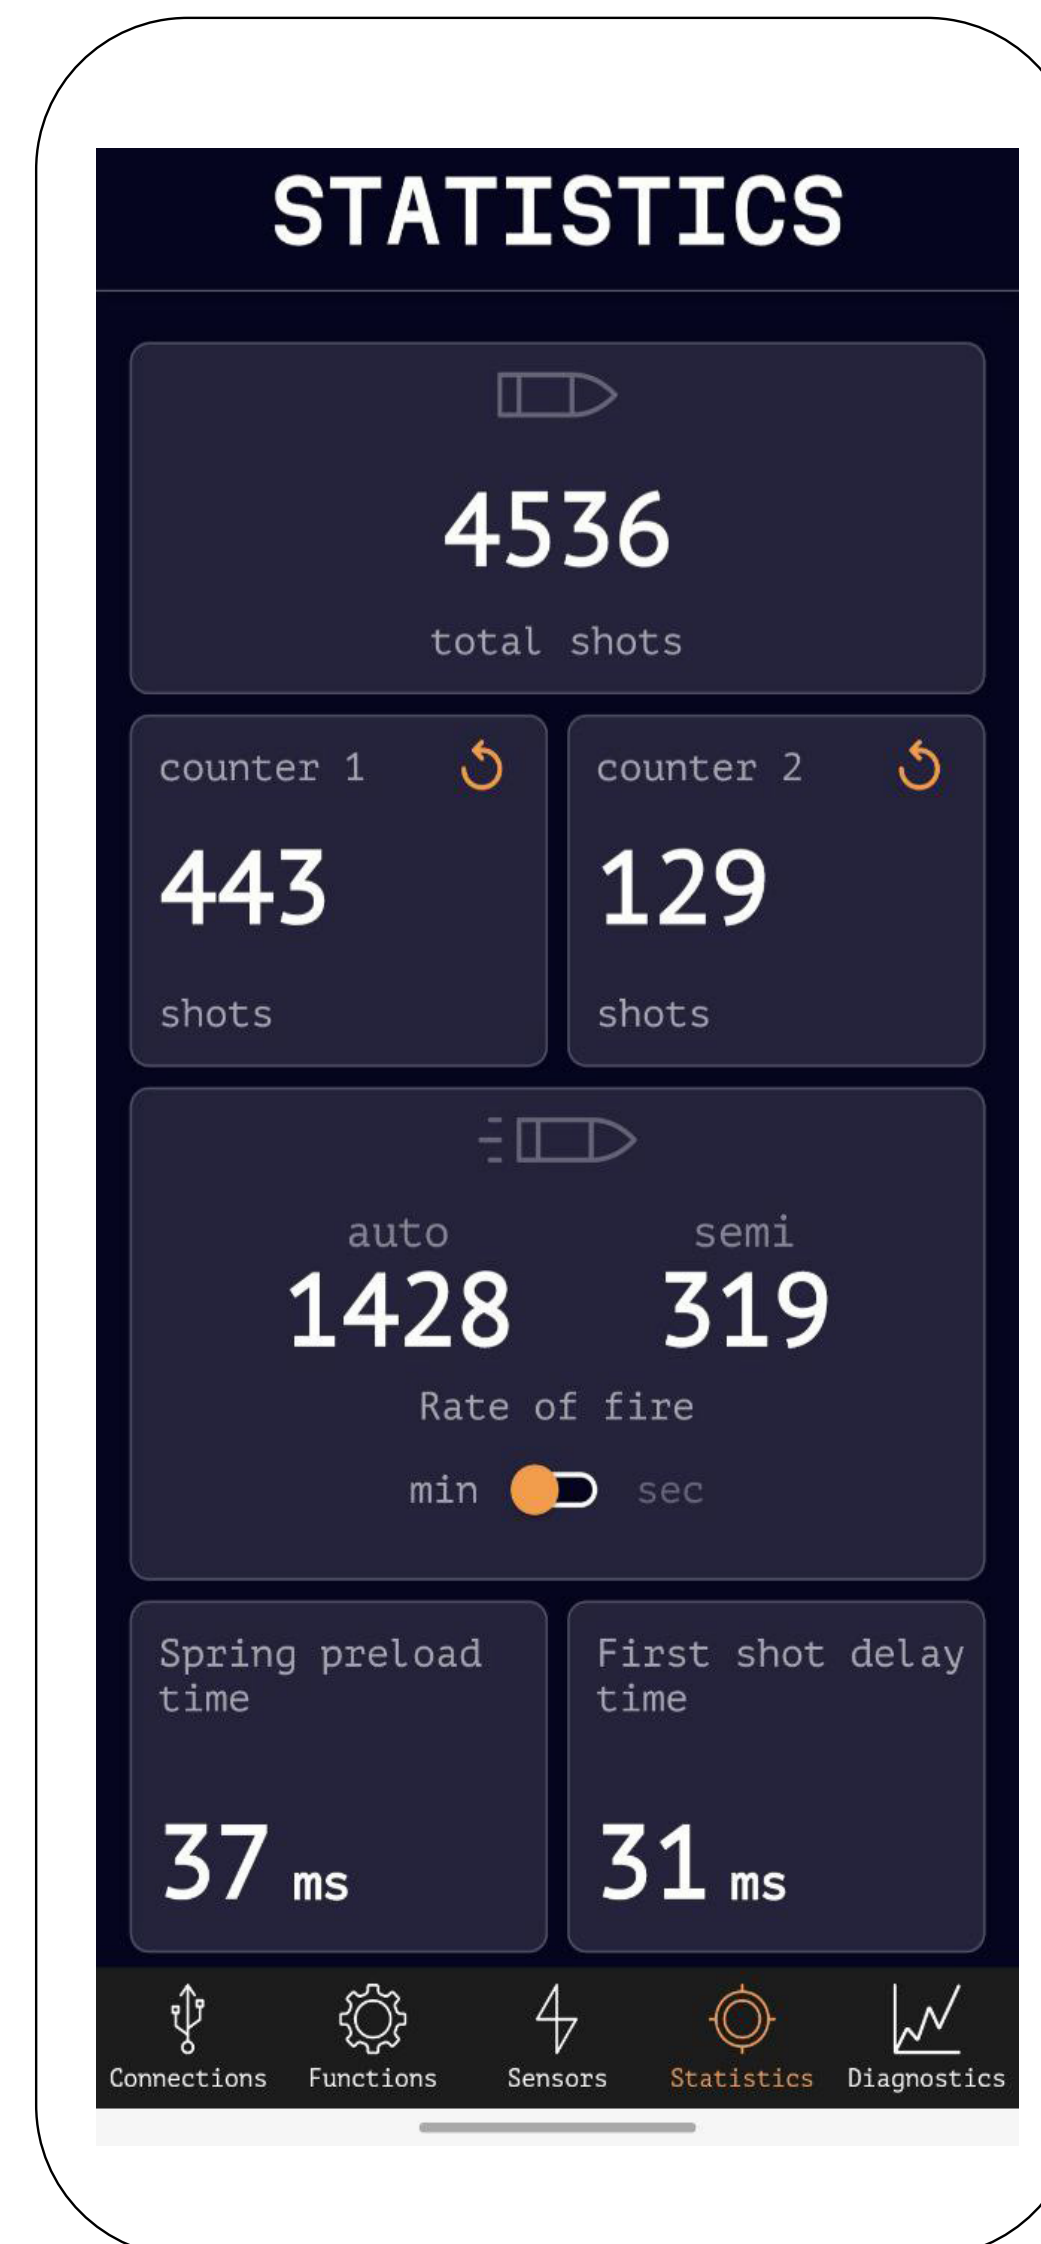 STATISTICS
4536
total shots
counter 1
443
shots
counter 2
129
shots
auto semi
1428 319
Rate of fire
min sec
Spring preload
time
37 ms
First shot delay
time
31 ms
Connections Functions Sensors Statistics Diagnostics